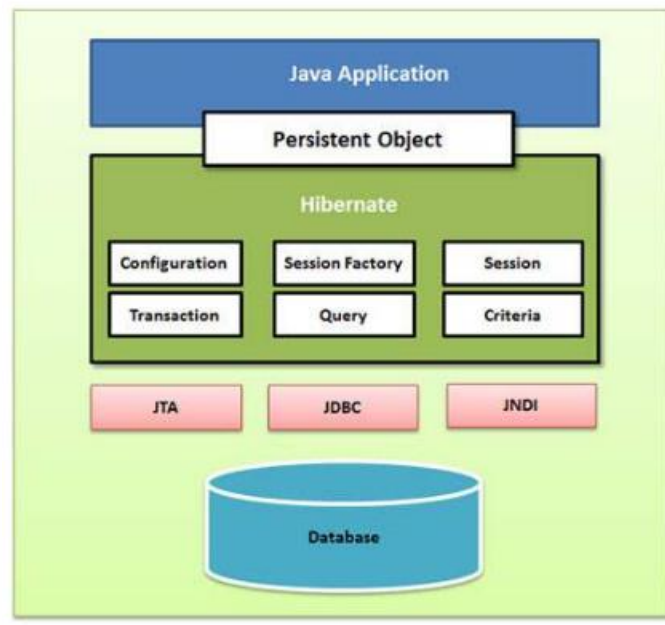 Java Application
Persistent Object
Hibernate
Configuration
Session Factory
Session
Transaction
Query
Criteria
JTA
JDBC
JNDI
Database